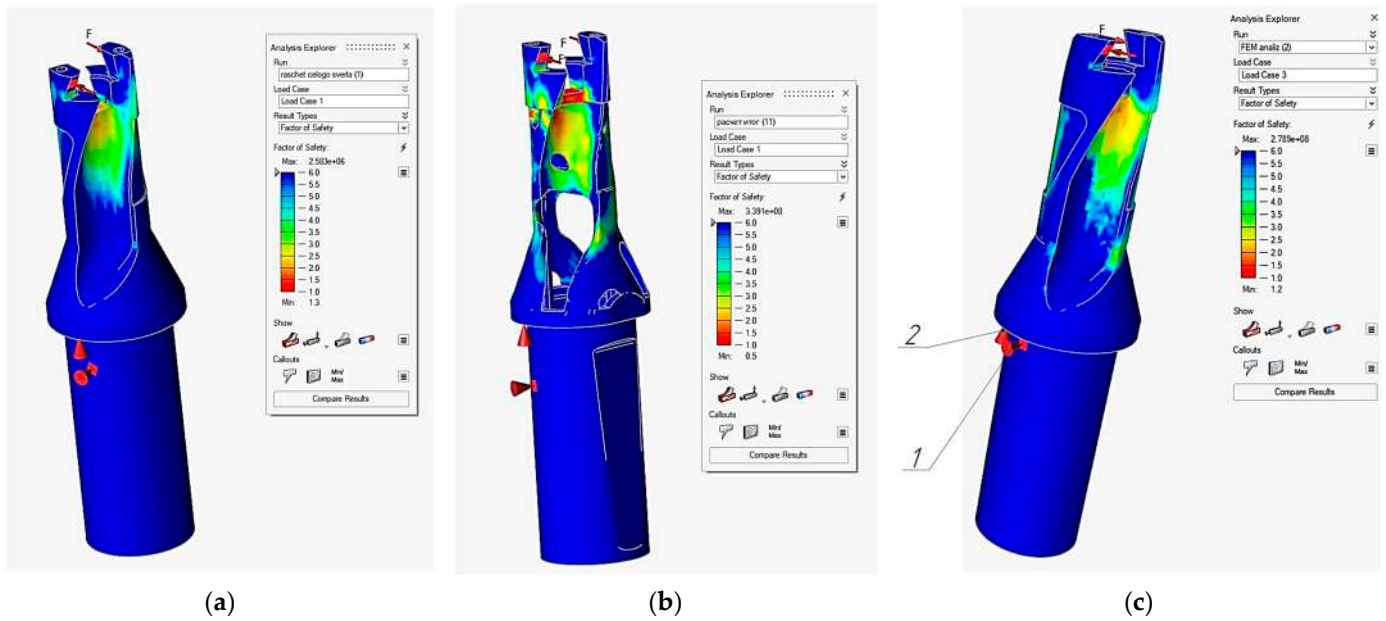 F
Analysis Explorer
Run
raschet celogo sverla (1)
Load Case
Load Case 1
Result Types
Factor of Safety
Factor of Safety:
Max: 2.583e+06
6.0
5.5
5.0
4.5
4.0
3.5
3.0
2.5
2.0
1.5
1.0
Min: 1.3
Show
Callouts
Min/
Max
Compare Results
(a)
F
F
Analysis Explorer
Run
расчет итог (11)
Load Case
Load Case 1
Result Types
Factor of Safety
Factor of Safety:
Max: 3.391e+08
6.0
5.5
5.0
4.5
4.0
3.5
3.0
2.5
2.0
1.5
1.0
Min: 0.5
Show
Callouts
Min/
Max
Compare Results
(b)
F
2
1
Analysis Explorer
Run
FEM analiz (2)
Load Case
Load Case 3
Result Types
Factor of Safety
Factor of Safety:
Max: 2.789e+08
6.0
5.5
5.0
4.5
4.0
3.5
3.0
2.5
2.0
1.5
1.0
Min: 1.2
Show
Callouts
Min/
Max
Compare Results
(c)